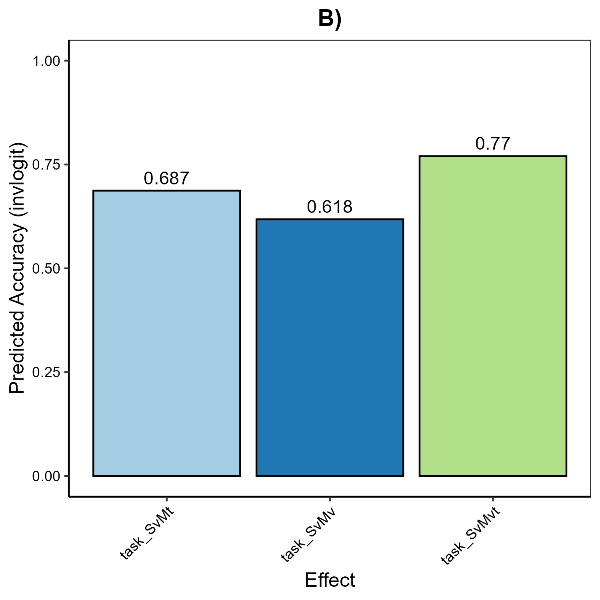 B)
Predicted Accuracy (invlogit)
1.00
0.75
0.50
0.25
0.00
0.687
0.618
0.77
task_SvMt
task_SvMv
task_SvMvt
Effect